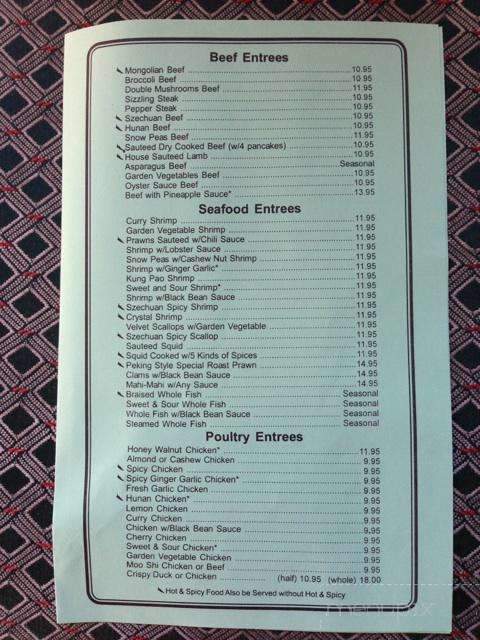 Beef Entrees
Mongolian Beef 10.95
Broccoli Beef 10.95
Double Mushrooms Beef 11.95
Sizzling Steak 10.95
Pepper Steak 10.95
Szechuan Beef 10.95
Hunan Beef 10.95
Snow Peas Beef 11.95
Sauteed Dry Cooked Beef (w/4 pancakes) 10.95
House Sauteed Lamb 10.95
Asparagus Beef Seasonal
Garden Vegetables Beef 10.95
Oyster Sauce Beef 10.95
Beef with Pineapple Sauce* 13.95
Seafood Entrees
Curry Shrimp 11.95
Garden Vegetable Shrimp 11.95
Prawns Sauteed w/Chili Sauce 11.95
Shrimp w/Lobster Sauce 11.95
Snow Peas w/Cashew Nut Shrimp 11.95
Shrimp w/Ginger Garlic* 11.95
Kung Pao Shrimp 11.95
Sweet and Sour Shrimp* 11.95
Shrimp w/Black Bean Sauce 11.95
Szechuan Spicy Shrimp 11.95
Crystal Shrimp 11.95
Velvet Scallops w/Garden Vegetable 11.95
Szechuan Spicy Scallop 11.95
Sauteed Squid 11.95
Squid Cooked w/5 Kinds of Spices 11.95
Peking Style Special Roast Prawn 14.95
Clams w/Black Bean Sauce 14.95
Mahi-Mahi w/Any Sauce 14.95
Braised Whole Fish Seasonal
Sweet & Sour Whole Fish Seasonal
Whole Fish w/Black Bean Sauce Seasonal
Steamed Whole Fish Seasonal
Poultry Entrees
Honey Walnut Chicken* 11.95
Almond or Cashew Chicken 9.95
Spicy Chicken 9.95
Spicy Ginger Garlic Chicken* 9.95
Fresh Garlic Chicken 9.95
Hunan Chicken* 9.95
Lemon Chicken 9.95
Curry Chicken 9.95
Chicken w/Black Bean Sauce 9.95
Cherry Chicken 9.95
Sweet & Sour Chicken* 9.95
Garden Vegetable Chicken 9.95
Moo Shi Chicken or Beef 9.95
Crispy Duck or Chicken (half) 10.95 (whole) 18.00
Hot & Spicy Food Also be Served without Hot & Spicy